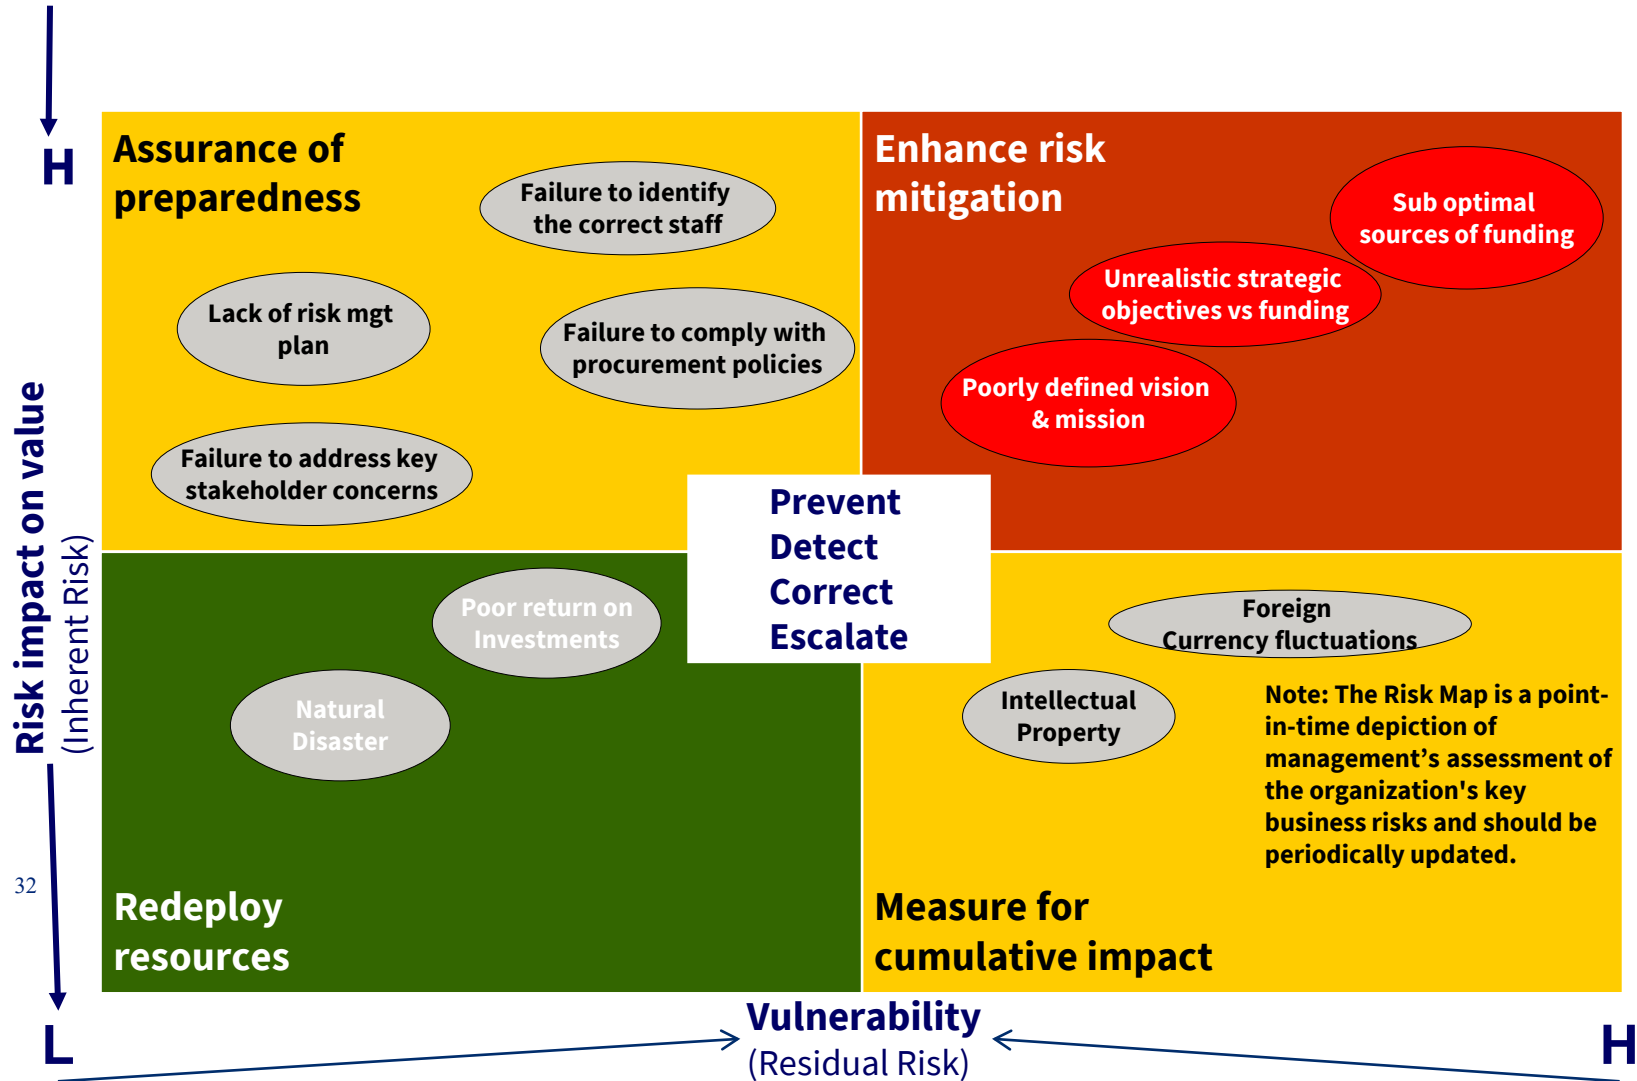 H
Assurance of
preparedness
Failure to identify
the correct staff
Lack of risk mgt
plan
Failure to comply with
procurement policies
Failure to address key
stakeholder concerns
Enhance risk
mitigation
Sub optimal
sources of funding
Unrealistic strategic
objectives vs funding
Poorly defined vision
& mission
Prevent
Detect
Correct
Escalate
Risk impact on value
(Inherent Risk)
Poor return on
Investments
Natural
Disaster
Redeploy
resources
Foreign
Currency fluctuations
Intellectual
Property
Note: The Risk Map is a point-
in-time depiction of
management’s assessment of
the organization's key
business risks and should be
periodically updated.
Measure for
cumulative impact
32
L
Vulnerability
(Residual Risk)
H